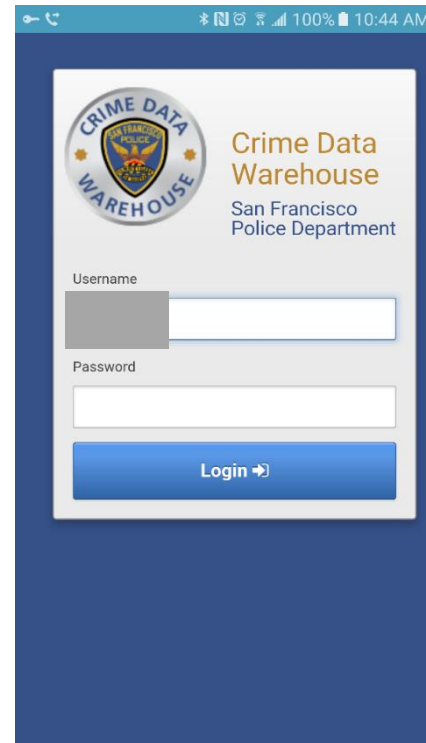 100% 10:44 AM
CRIME DATA
SAN FRANCISCO
POLICE
WAREHOUSE
Crime Data
Warehouse
San Francisco
Police Department
Username
Password
Login